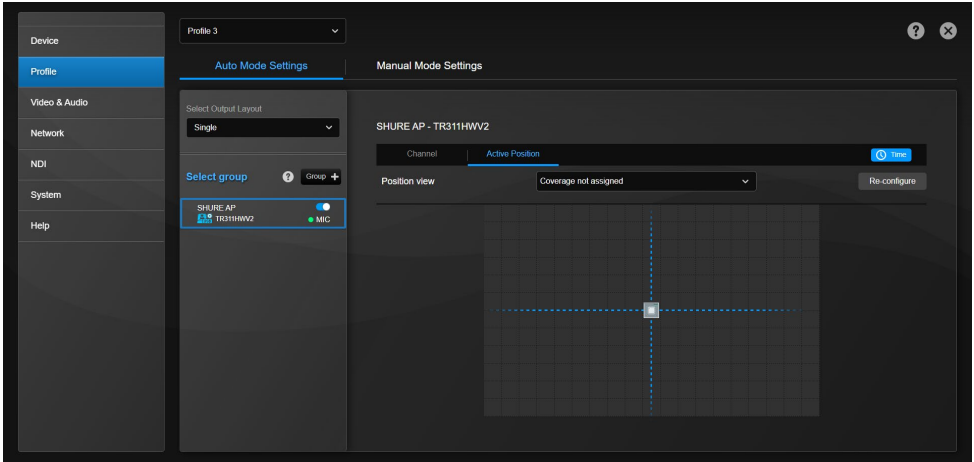 Device
Profile
Video & Audio
Network
NDI
System
Help
Profile 3
?
Auto Mode Settings
Manual Mode Settings
Select Output Layout
Single
Select group
?
Group +
SHURE AP
TR311HWV2
MIC
SHURE AP - TR311HWV2
Channel
Active Position
Time
Position view
Coverage not assigned
Re-configure